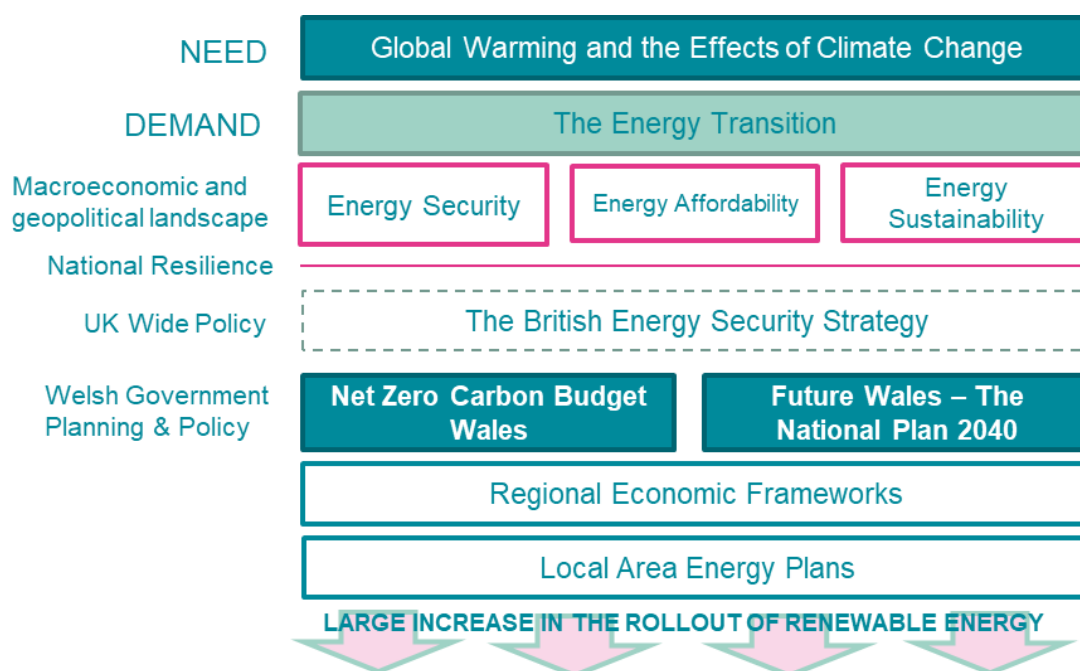 NEED
Global Warming and the Effects of Climate Change
DEMAND
The Energy Transition
Macroeconomic and
geopolitical landscape
Energy Security
Energy Affordability
Energy
Sustainability
National Resilience
UK Wide Policy
The British Energy Security Strategy
Welsh Government
Planning & Policy
Net Zero Carbon Budget
Wales
Future Wales – The
National Plan 2040
Regional Economic Frameworks
Local Area Energy Plans
LARGE INCREASE IN THE ROLLOUT OF RENEWABLE ENERGY